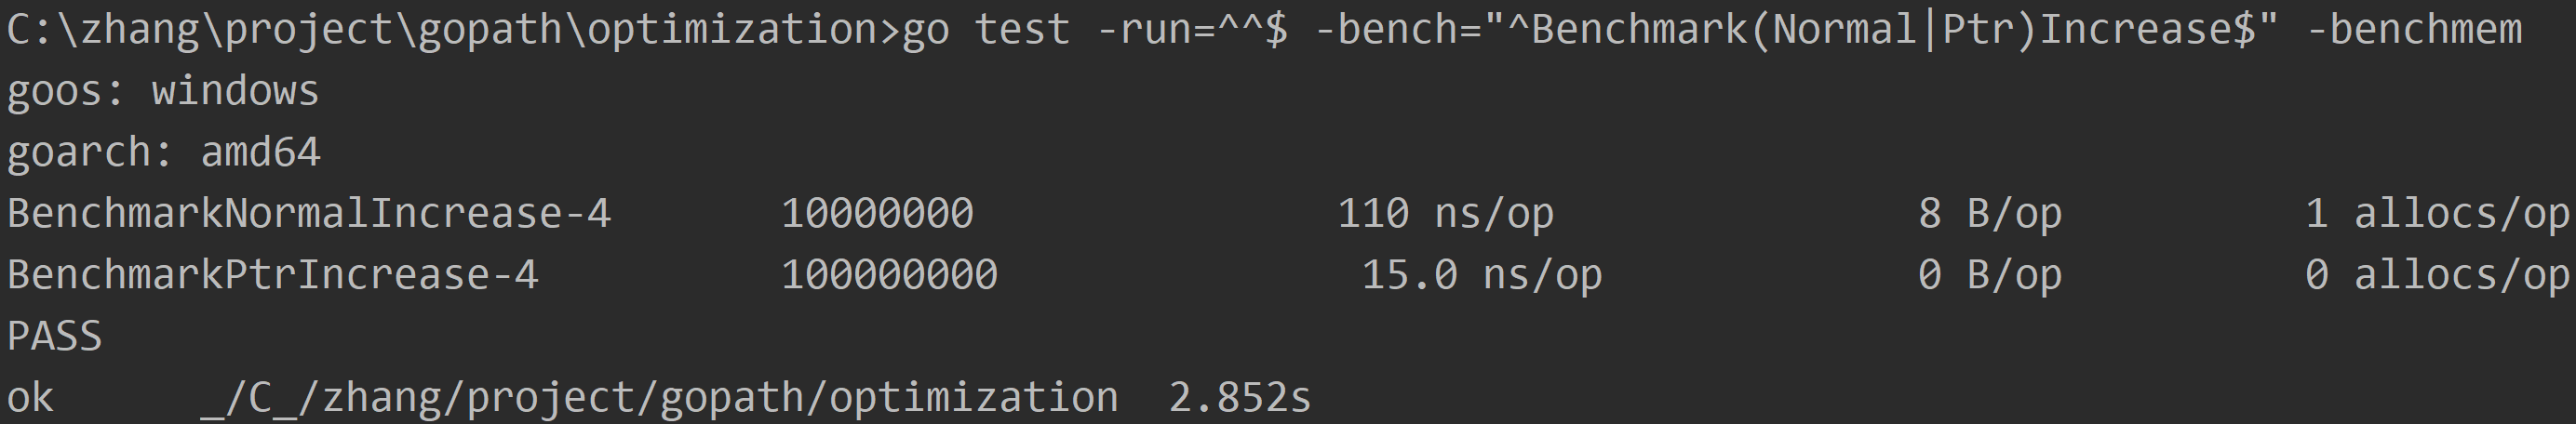 C:\zhang\project\gopath\optimization>go test -run=^^$ -bench="^Benchmark(Normal|Ptr)Increase$" -benchmem
goos: windows
goarch: amd64
BenchmarkNormalIncrease-4       10000000               110 ns/op               8 B/op          1 allocs/op
BenchmarkPtrIncrease-4          100000000               15.0 ns/op             0 B/op          0 allocs/op
PASS
ok      _/C_/zhang/project/gopath/optimization  2.852s